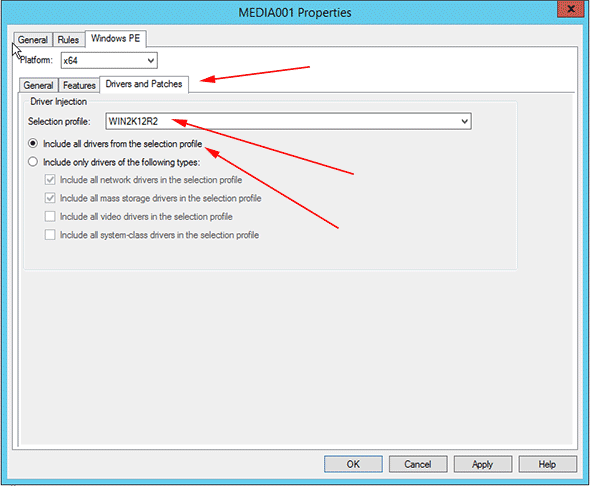 MEDIA001 Properties
x
General Rules Windows PE
Platform: x64
General Features Drivers and Patches
Driver Injection
Selection profile: WIN2K12R2
Include all drivers from the selection profile
Include only drivers of the following types:
Include all network drivers in the selection profile
Include all mass storage drivers in the selection profile
Include all video drivers in the selection profile
Include all system-class drivers in the selection profile
OK Cancel Apply Help